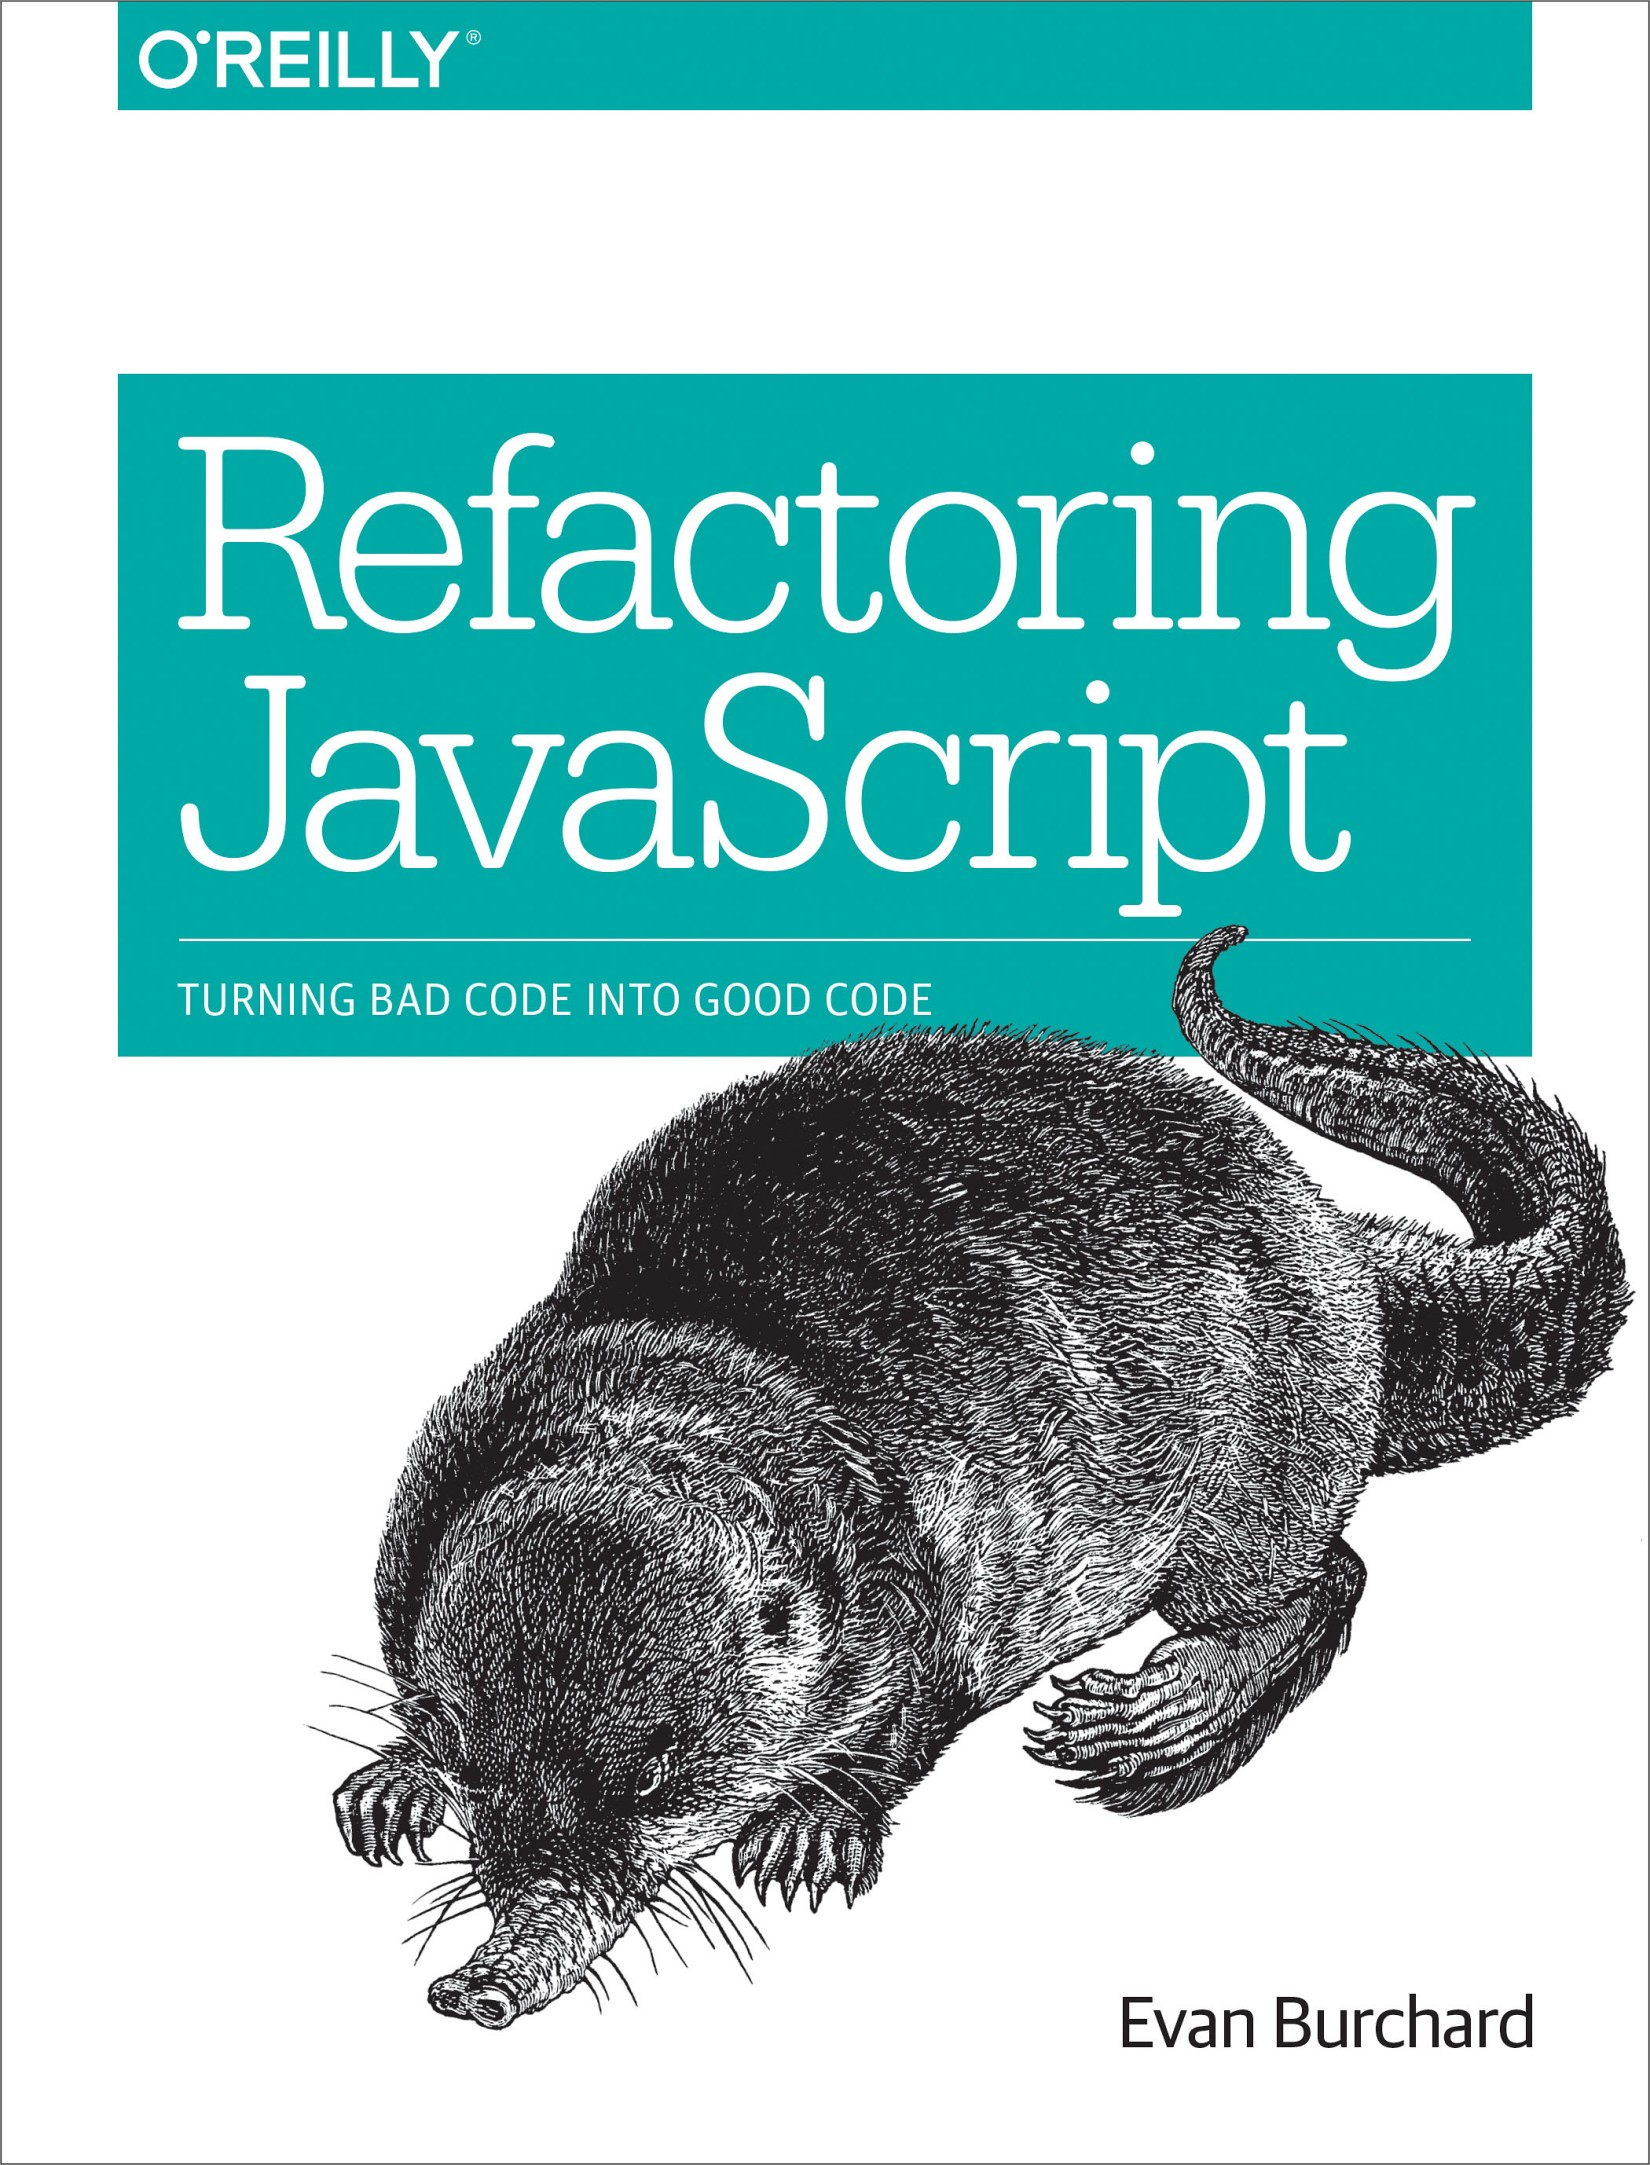 O'REILLY®
Refactoring
JavaScript
TURNING BAD CODE INTO GOOD CODE
Evan Burchard